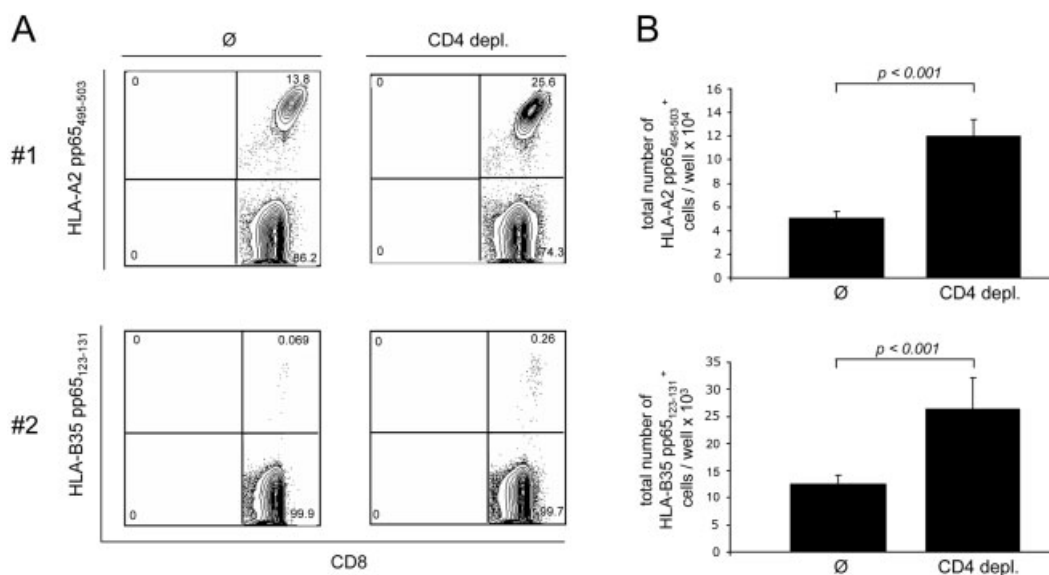 A
Ø
CD4 depl.
#1
HLA-A2 pp65495-503
0
13.8
0
86.2
0
25.6
0
74.3
#2
HLA-B35 pp65123-131
0
0.069
0
99.9
0
0.26
0
99.7
CD8
B
p < 0.001
total number of
HLA-A2 pp65495-503+
cells / well x 10⁴
16
14
12
10
8
6
4
2
0
Ø
CD4 depl.
p < 0.001
total number of
HLA-B35 pp65123-131+
cells / well x 10³
35
30
25
20
15
10
5
0
Ø
CD4 depl.